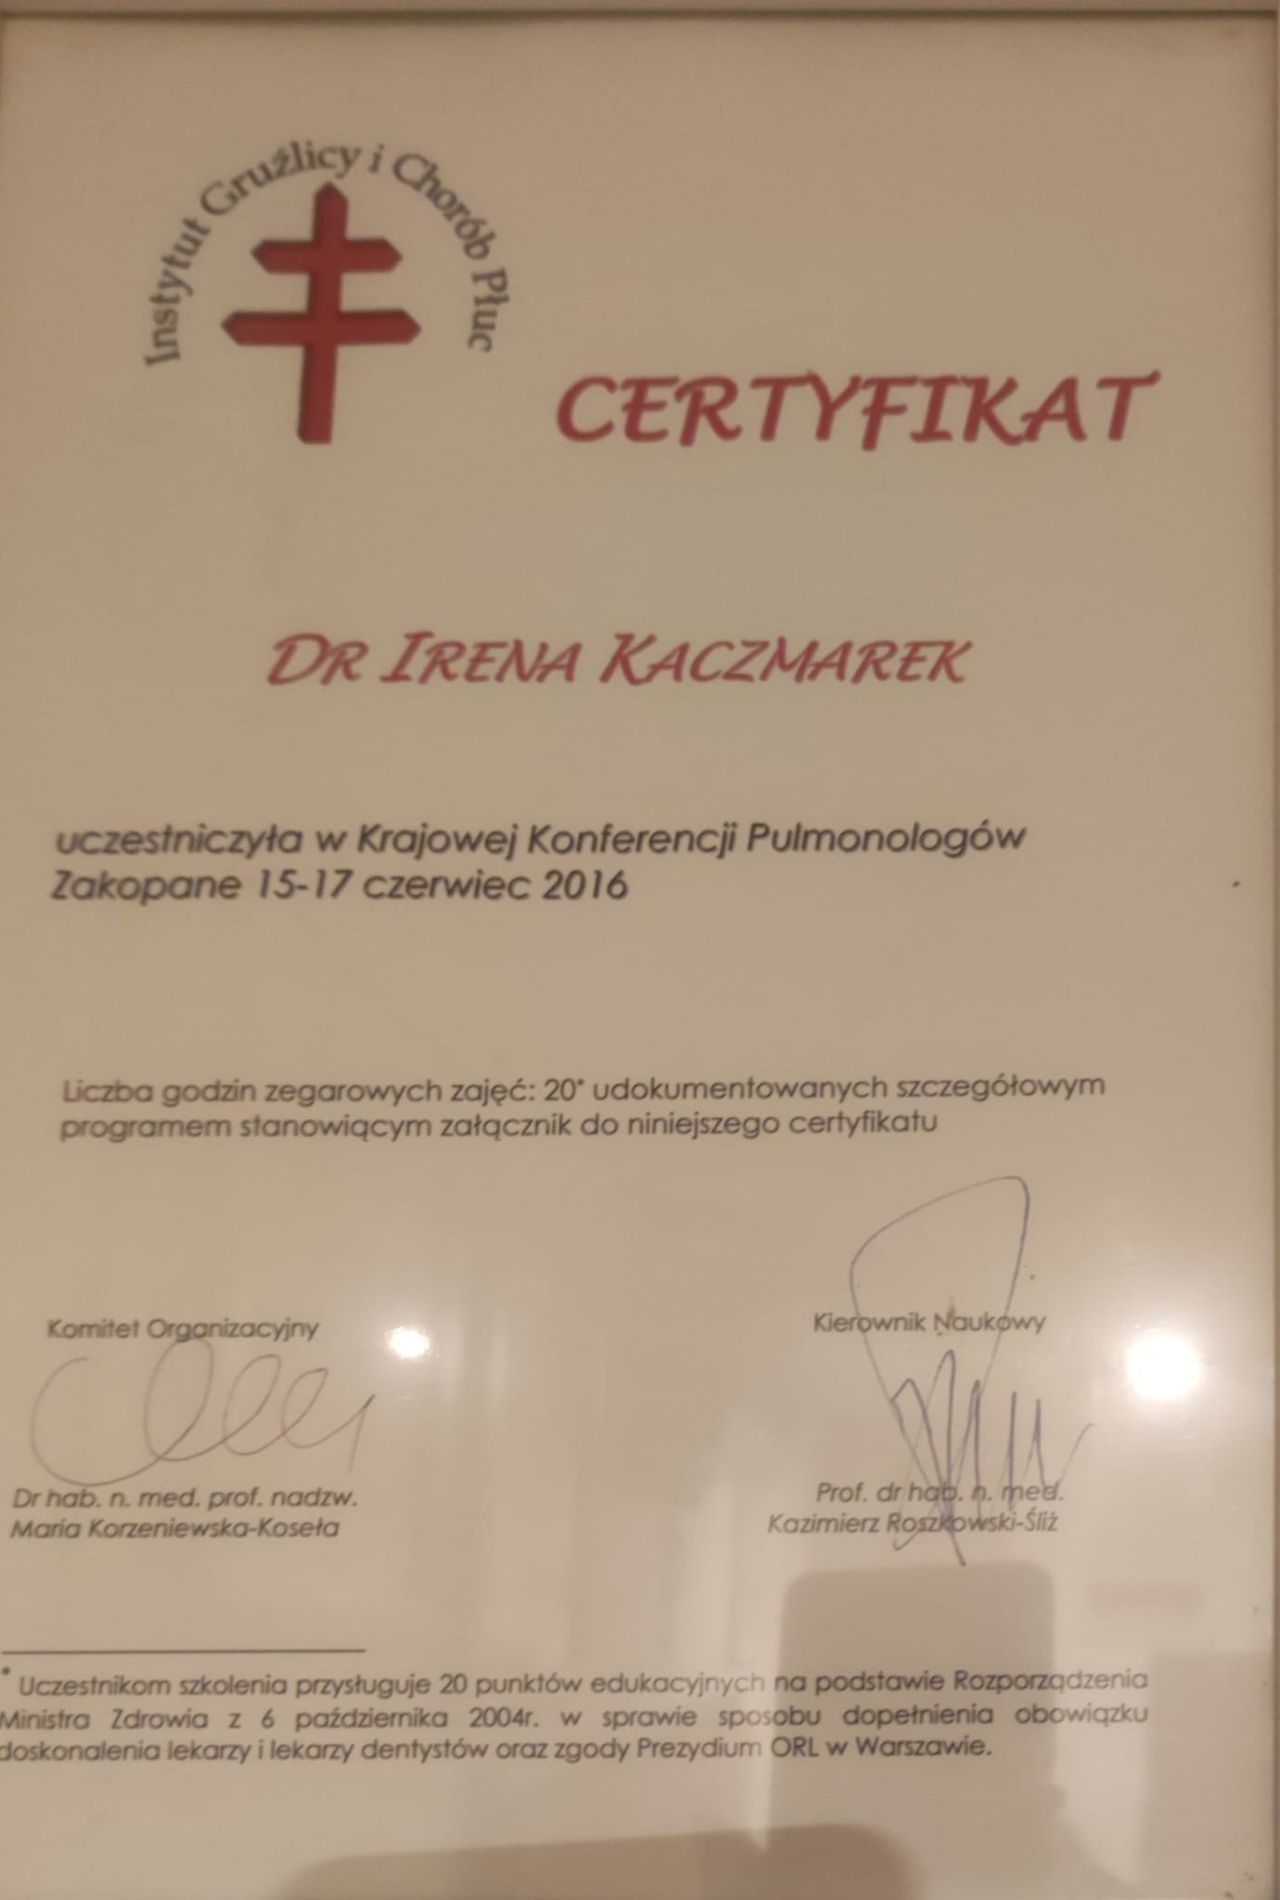 Instytut Gruźlicy i Chorób Płuc
CERTYFIKAT
DR IRENA KACZMAREK
uczestniczyła w Krajowej Konferencji Pulmonologów
Zakopane 15-17 czerwiec 2016
Liczba godzin zegarowych zajęć: 20* udokumentowanych szczegółowym
programem stanowiącym załącznik do niniejszego certyfikatu
Komitet Organizacyjny
Dr hab. n. med. prof. nadzw.
Maria Korzeniewska-Koseła
Kierownik Naukowy
Prof. dr hab. n. med.
Kazimierz Roszkowski-Śliż
* Uczestnikom szkolenia przysługuje 20 punktów edukacyjnych na podstawie Rozporządzenia
Ministra Zdrowia z 6 października 2004r. w sprawie sposobu dopełnienia obowiązku
doskonalenia lekarzy i lekarzy dentystów oraz zgody Prezydium ORL w Warszawie.